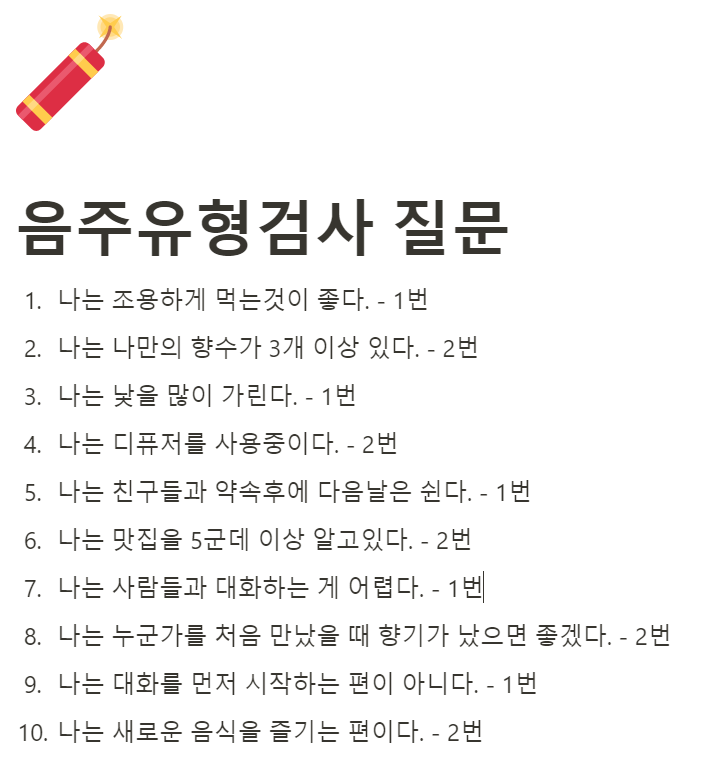 음주유형검사 질문
1. 나는 조용하게 먹는것이 좋다. - 1번
2. 나는 나만의 향수가 3개 이상 있다. - 2번
3. 나는 낯을 많이 가린다. - 1번
4. 나는 디퓨저를 사용중이다. - 2번
5. 나는 친구들과 약속후에 다음날은 쉰다. - 1번
6. 나는 맛집을 5군데 이상 알고있다. - 2번
7. 나는 사람들과 대화하는 게 어렵다. - 1번
8. 나는 누군가를 처음 만났을 때 향기가 났으면 좋겠다. - 2번
9. 나는 대화를 먼저 시작하는 편이 아니다. - 1번
10. 나는 새로운 음식을 즐기는 편이다. - 2번